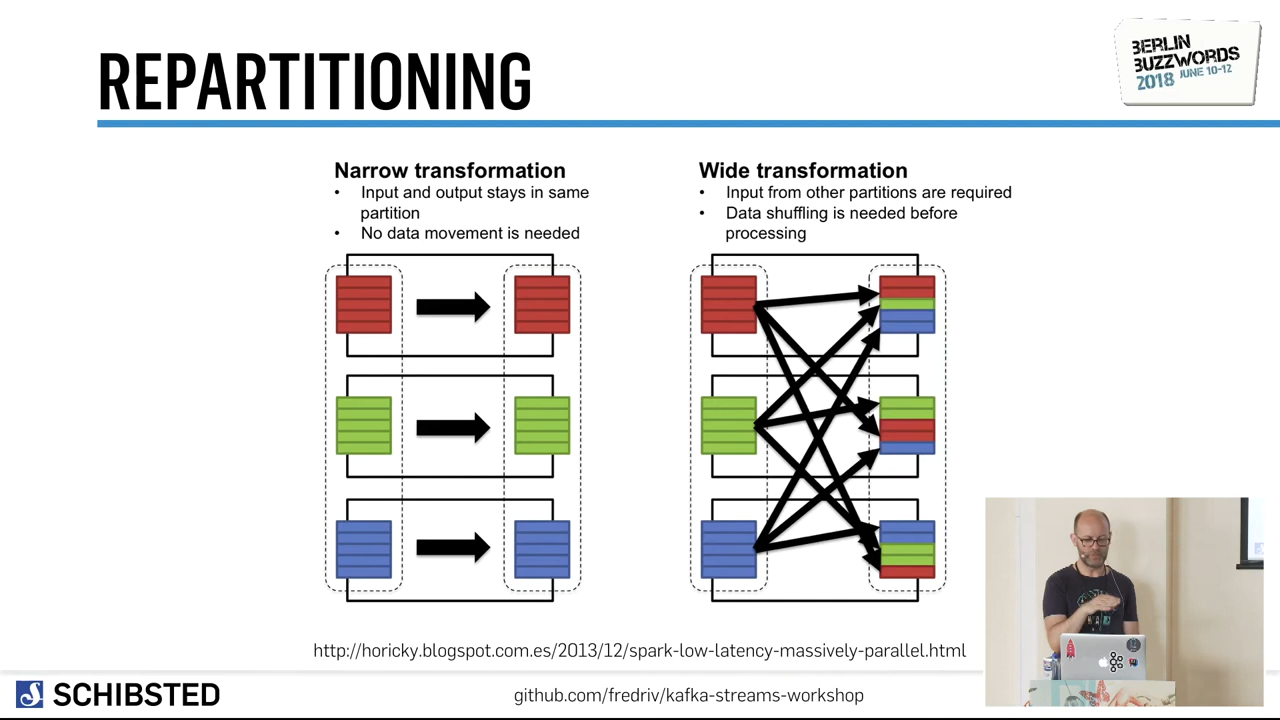 REPARTITIONING
BERLIN
BUZZWORDS
2018 JUNE 10-12
Narrow transformation
• Input and output stays in same
partition
• No data movement is needed
Wide transformation
• Input from other partitions are required
• Data shuffling is needed before
processing
http://horicky.blogspot.com.es/2013/12/spark-low-latency-massively-parallel.html
SCHIBSTED
github.com/fredriv/kafka-streams-workshop